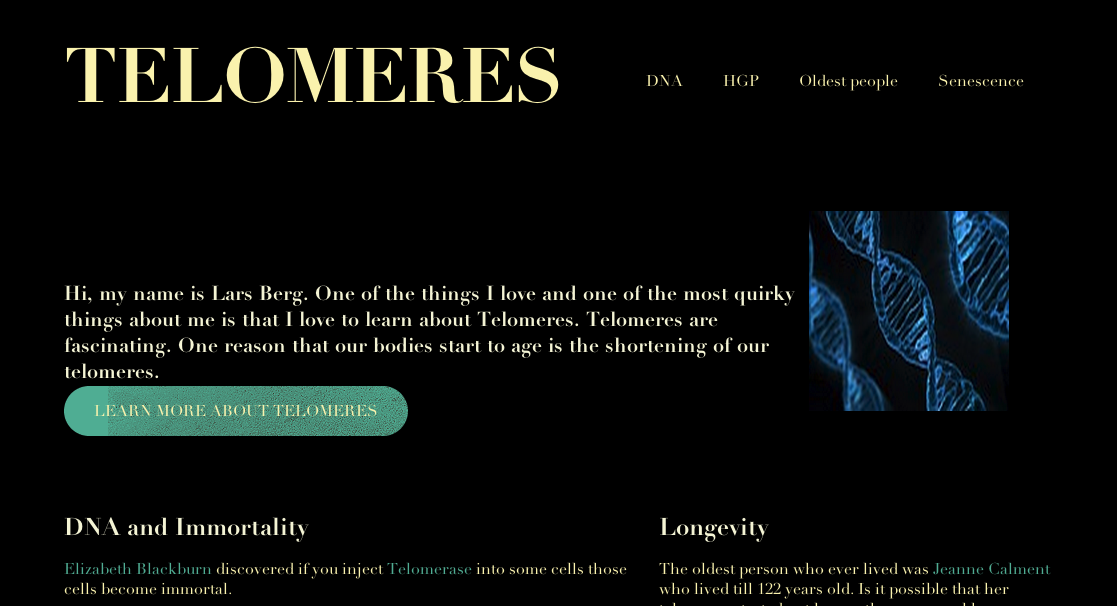 TELOMERES
DNA HGP Oldest people Senescence
Hi, my name is Lars Berg. One of the things I love and one of the most quirky
things about me is that I love to learn about Telomeres. Telomeres are
fascinating. One reason that our bodies start to age is the shortening of our
telomeres.
LEARN MORE ABOUT TELOMERES
DNA and Immortality
Elizabeth Blackburn discovered if you inject Telomerase into some cells those
cells become immortal.
Longevity
The oldest person who ever lived was Jeanne Calment
who lived till 122 years old. Is it possible that her